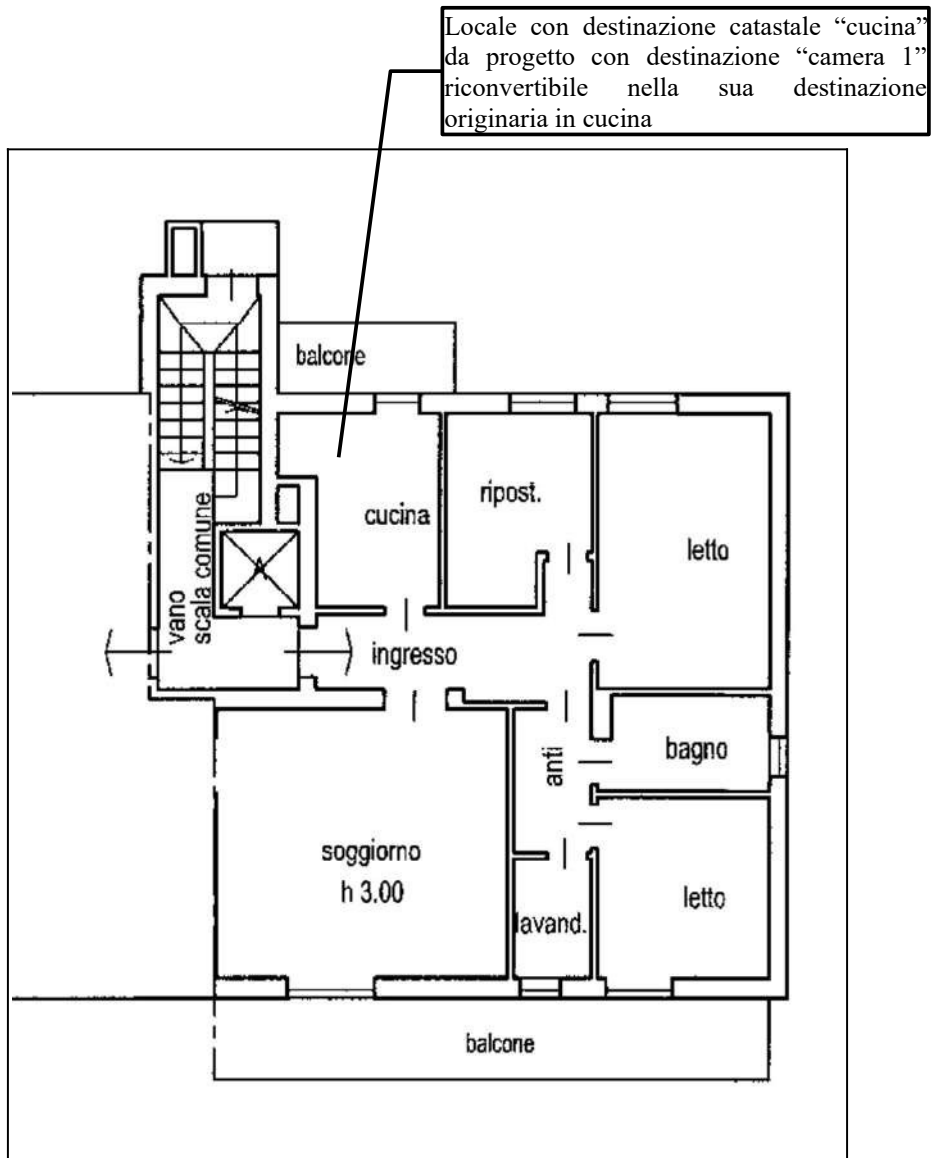 Locale con destinazione catastale “cucina”
da progetto con destinazione “camera 1”
riconvertibile nella sua destinazione
originaria in cucina
balcone
cucina
ripost.
letto
vano
scala comune
A
ingresso
anti
bagno
soggiorno
h 3.00
lavand.
letto
balcone